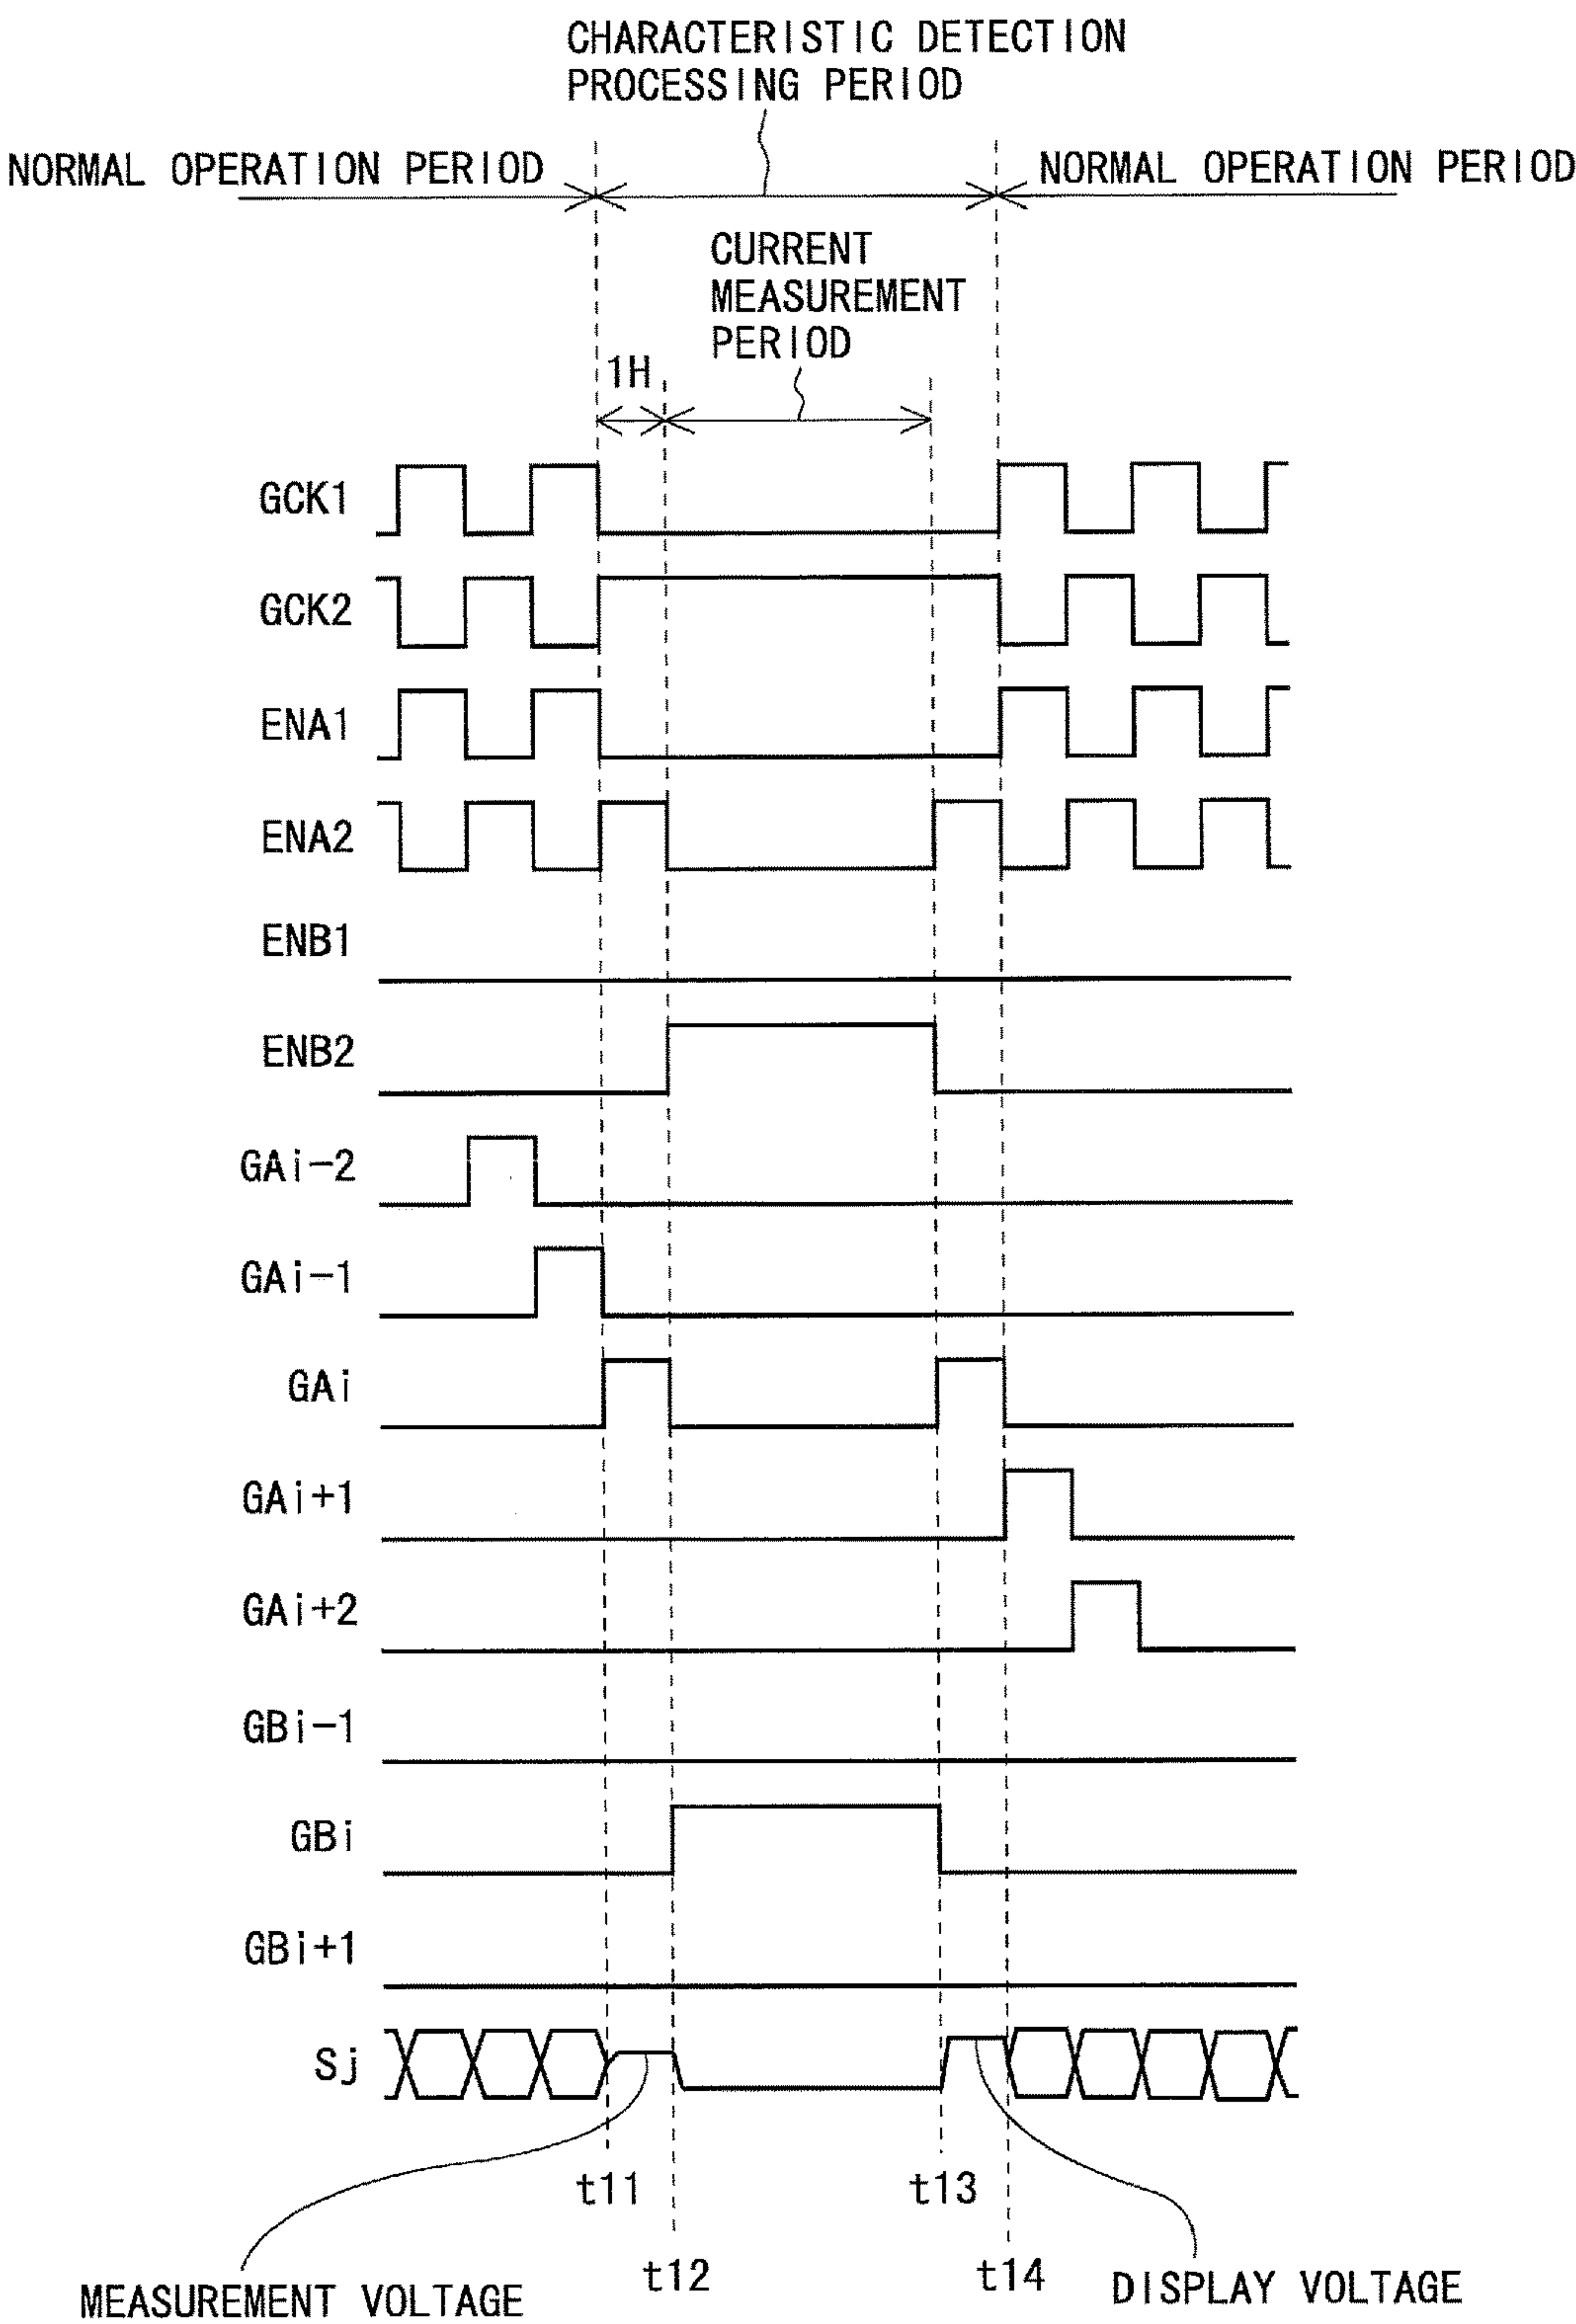 CHARACTERISTIC DETECTION
PROCESSING PERIOD
NORMAL OPERATION PERIOD
NORMAL OPERATION PERIOD
CURRENT
MEASUREMENT
PERIOD
1H
GCK1
GCK2
ENA1
ENA2
ENB1
ENB2
GAi-2
GAi-1
GAi
GAi+1
GAi+2
GBi-1
GBi
GBi+1
Sj
t11
t13
t12
t14
MEASUREMENT VOLTAGE
DISPLAY VOLTAGE